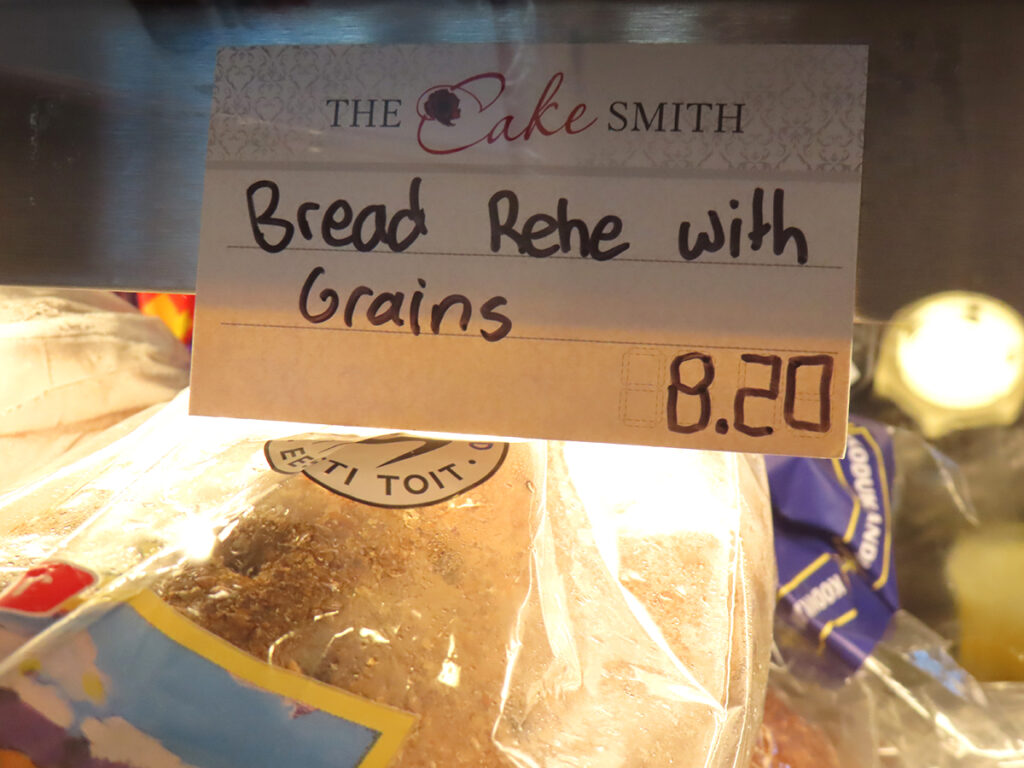 THE Cake SMITH
Bread Rehe with
Grains
8.20
EESTI TOIT.